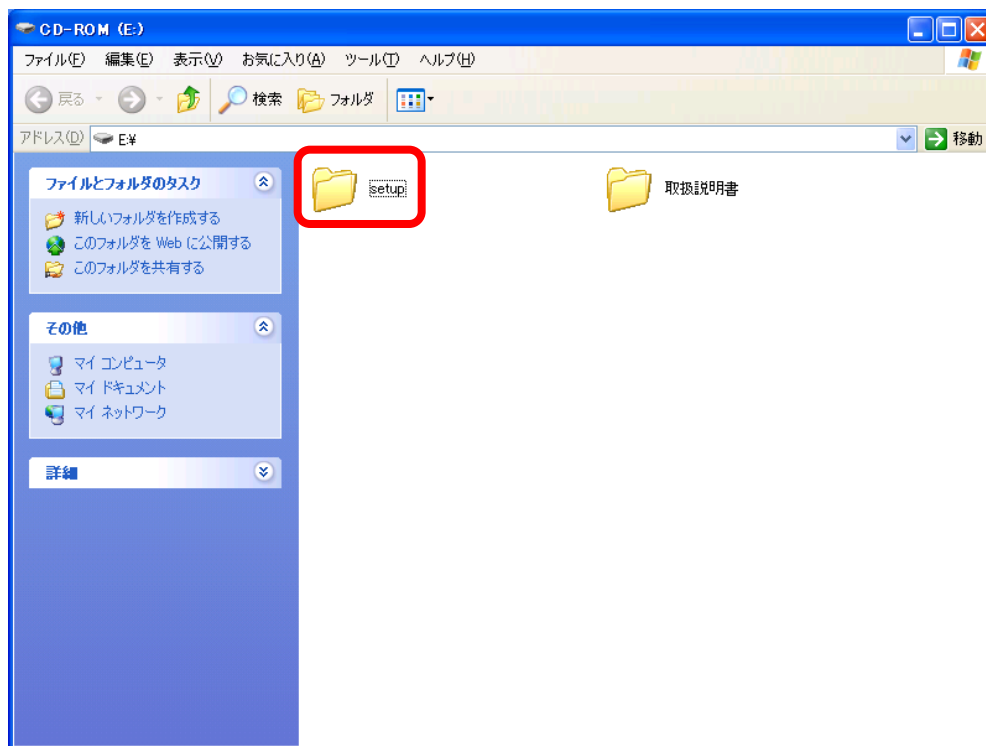 CD-ROM (E:)
ファイル(F) 編集(E) 表示(V) お気に入り(A) ツール(T) ヘルプ(H)
戻る 検索 フォルダ
アドレス(D) E:¥ 移動
ファイルとフォルダのタスク
新しいフォルダを作成する
このフォルダを Web に公開する
このフォルダを共有する
その他
マイ コンピュータ
マイ ドキュメント
マイ ネットワーク
詳細
setup
取扱説明書